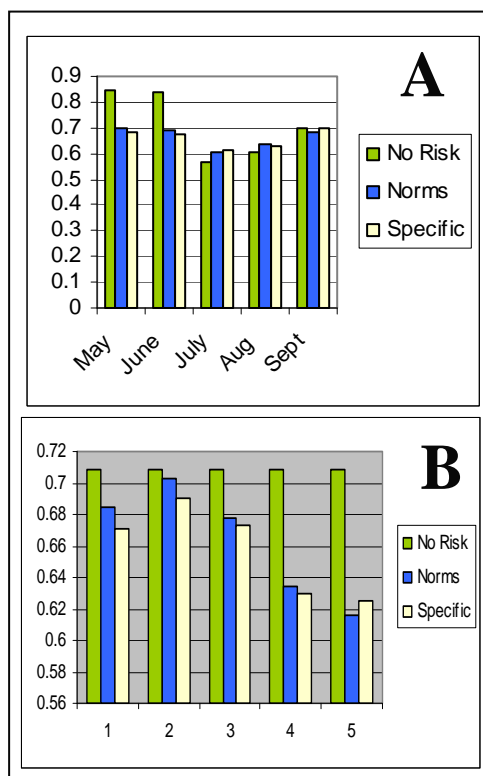 A
0.9
0.8
0.7
0.6
0.5
0.4
0.3
0.2
0.1
0
May June July Aug Sept
No Risk
Norms
Specific
B
0.72
0.7
0.68
0.66
0.64
0.62
0.6
0.58
0.56
1 2 3 4 5
No Risk
Norms
Specific